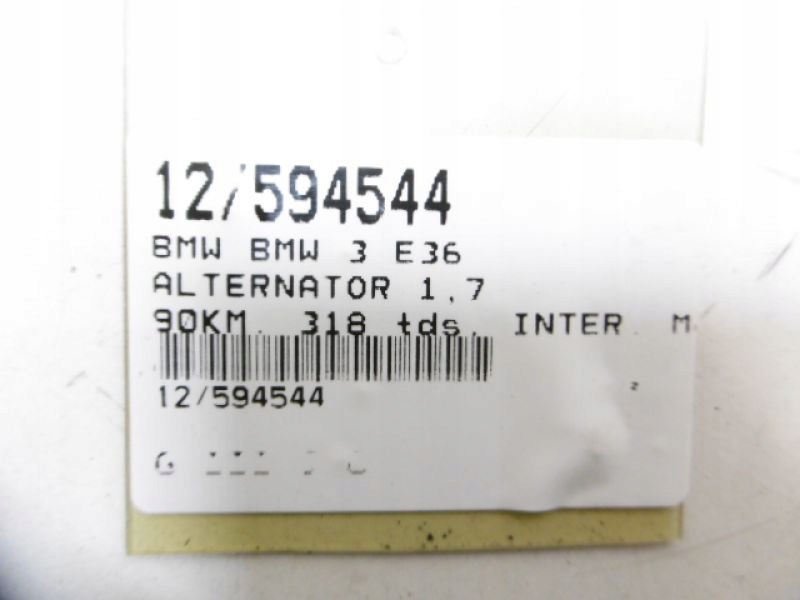 12/594544
BMW BMW 3 E36
ALTERNATOR 1.7
90KM. 318 tds. INTER. M
12/594544